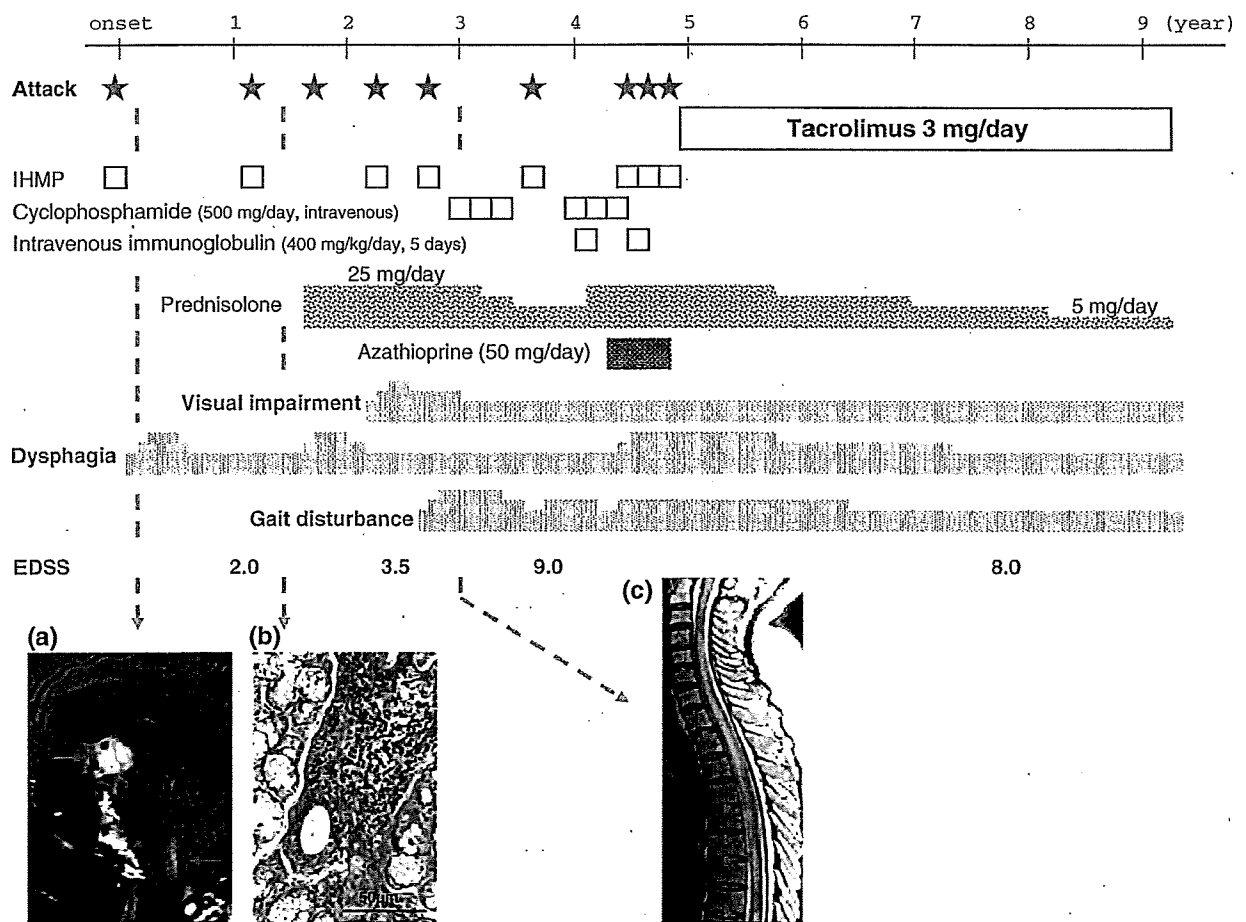 onset 1 2 3 4 5 6 7 8 9 (year)
Attack
Tacrolimus 3 mg/day
IHMP
Cyclophosphamide (500 mg/day, intravenous)
Intravenous immunoglobulin (400 mg/kg/day, 5 days)
25 mg/day
Prednisolone
5 mg/day
Azathioprine (50 mg/day)
Visual impairment
Dysphagia
Gait disturbance
EDSS 2.0 3.5 9.0 8.0
(a) (b) (c)
50μm